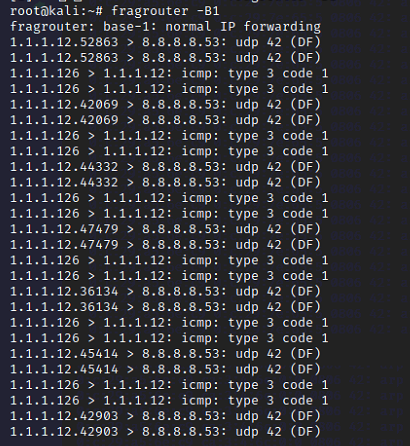 root@kali:~# fragrouter -B1
fragrouter: base-1: normal IP forwarding
1.1.1.12.52863 > 8.8.8.8.53: udp 42 (DF)
1.1.1.12.52863 > 8.8.8.8.53: udp 42 (DF)
1.1.1.126 > 1.1.1.12: icmp: type 3 code 1
1.1.1.126 > 1.1.1.12: icmp: type 3 code 1
1.1.1.12.42069 > 8.8.8.8.53: udp 42 (DF)
1.1.1.12.42069 > 8.8.8.8.53: udp 42 (DF)
1.1.1.126 > 1.1.1.12: icmp: type 3 code 1
1.1.1.126 > 1.1.1.12: icmp: type 3 code 1
1.1.1.12.44332 > 8.8.8.8.53: udp 42 (DF)
1.1.1.12.44332 > 8.8.8.8.53: udp 42 (DF)
1.1.1.126 > 1.1.1.12: icmp: type 3 code 1
1.1.1.126 > 1.1.1.12: icmp: type 3 code 1
1.1.1.12.47479 > 8.8.8.8.53: udp 42 (DF)
1.1.1.12.47479 > 8.8.8.8.53: udp 42 (DF)
1.1.1.126 > 1.1.1.12: icmp: type 3 code 1
1.1.1.126 > 1.1.1.12: icmp: type 3 code 1
1.1.1.12.36134 > 8.8.8.8.53: udp 42 (DF)
1.1.1.12.36134 > 8.8.8.8.53: udp 42 (DF)
1.1.1.126 > 1.1.1.12: icmp: type 3 code 1
1.1.1.126 > 1.1.1.12: icmp: type 3 code 1
1.1.1.12.45414 > 8.8.8.8.53: udp 42 (DF)
1.1.1.12.45414 > 8.8.8.8.53: udp 42 (DF)
1.1.1.126 > 1.1.1.12: icmp: type 3 code 1
1.1.1.126 > 1.1.1.12: icmp: type 3 code 1
1.1.1.12.42903 > 8.8.8.8.53: udp 42 (DF)
1.1.1.12.42903 > 8.8.8.8.53: udp 42 (DF)